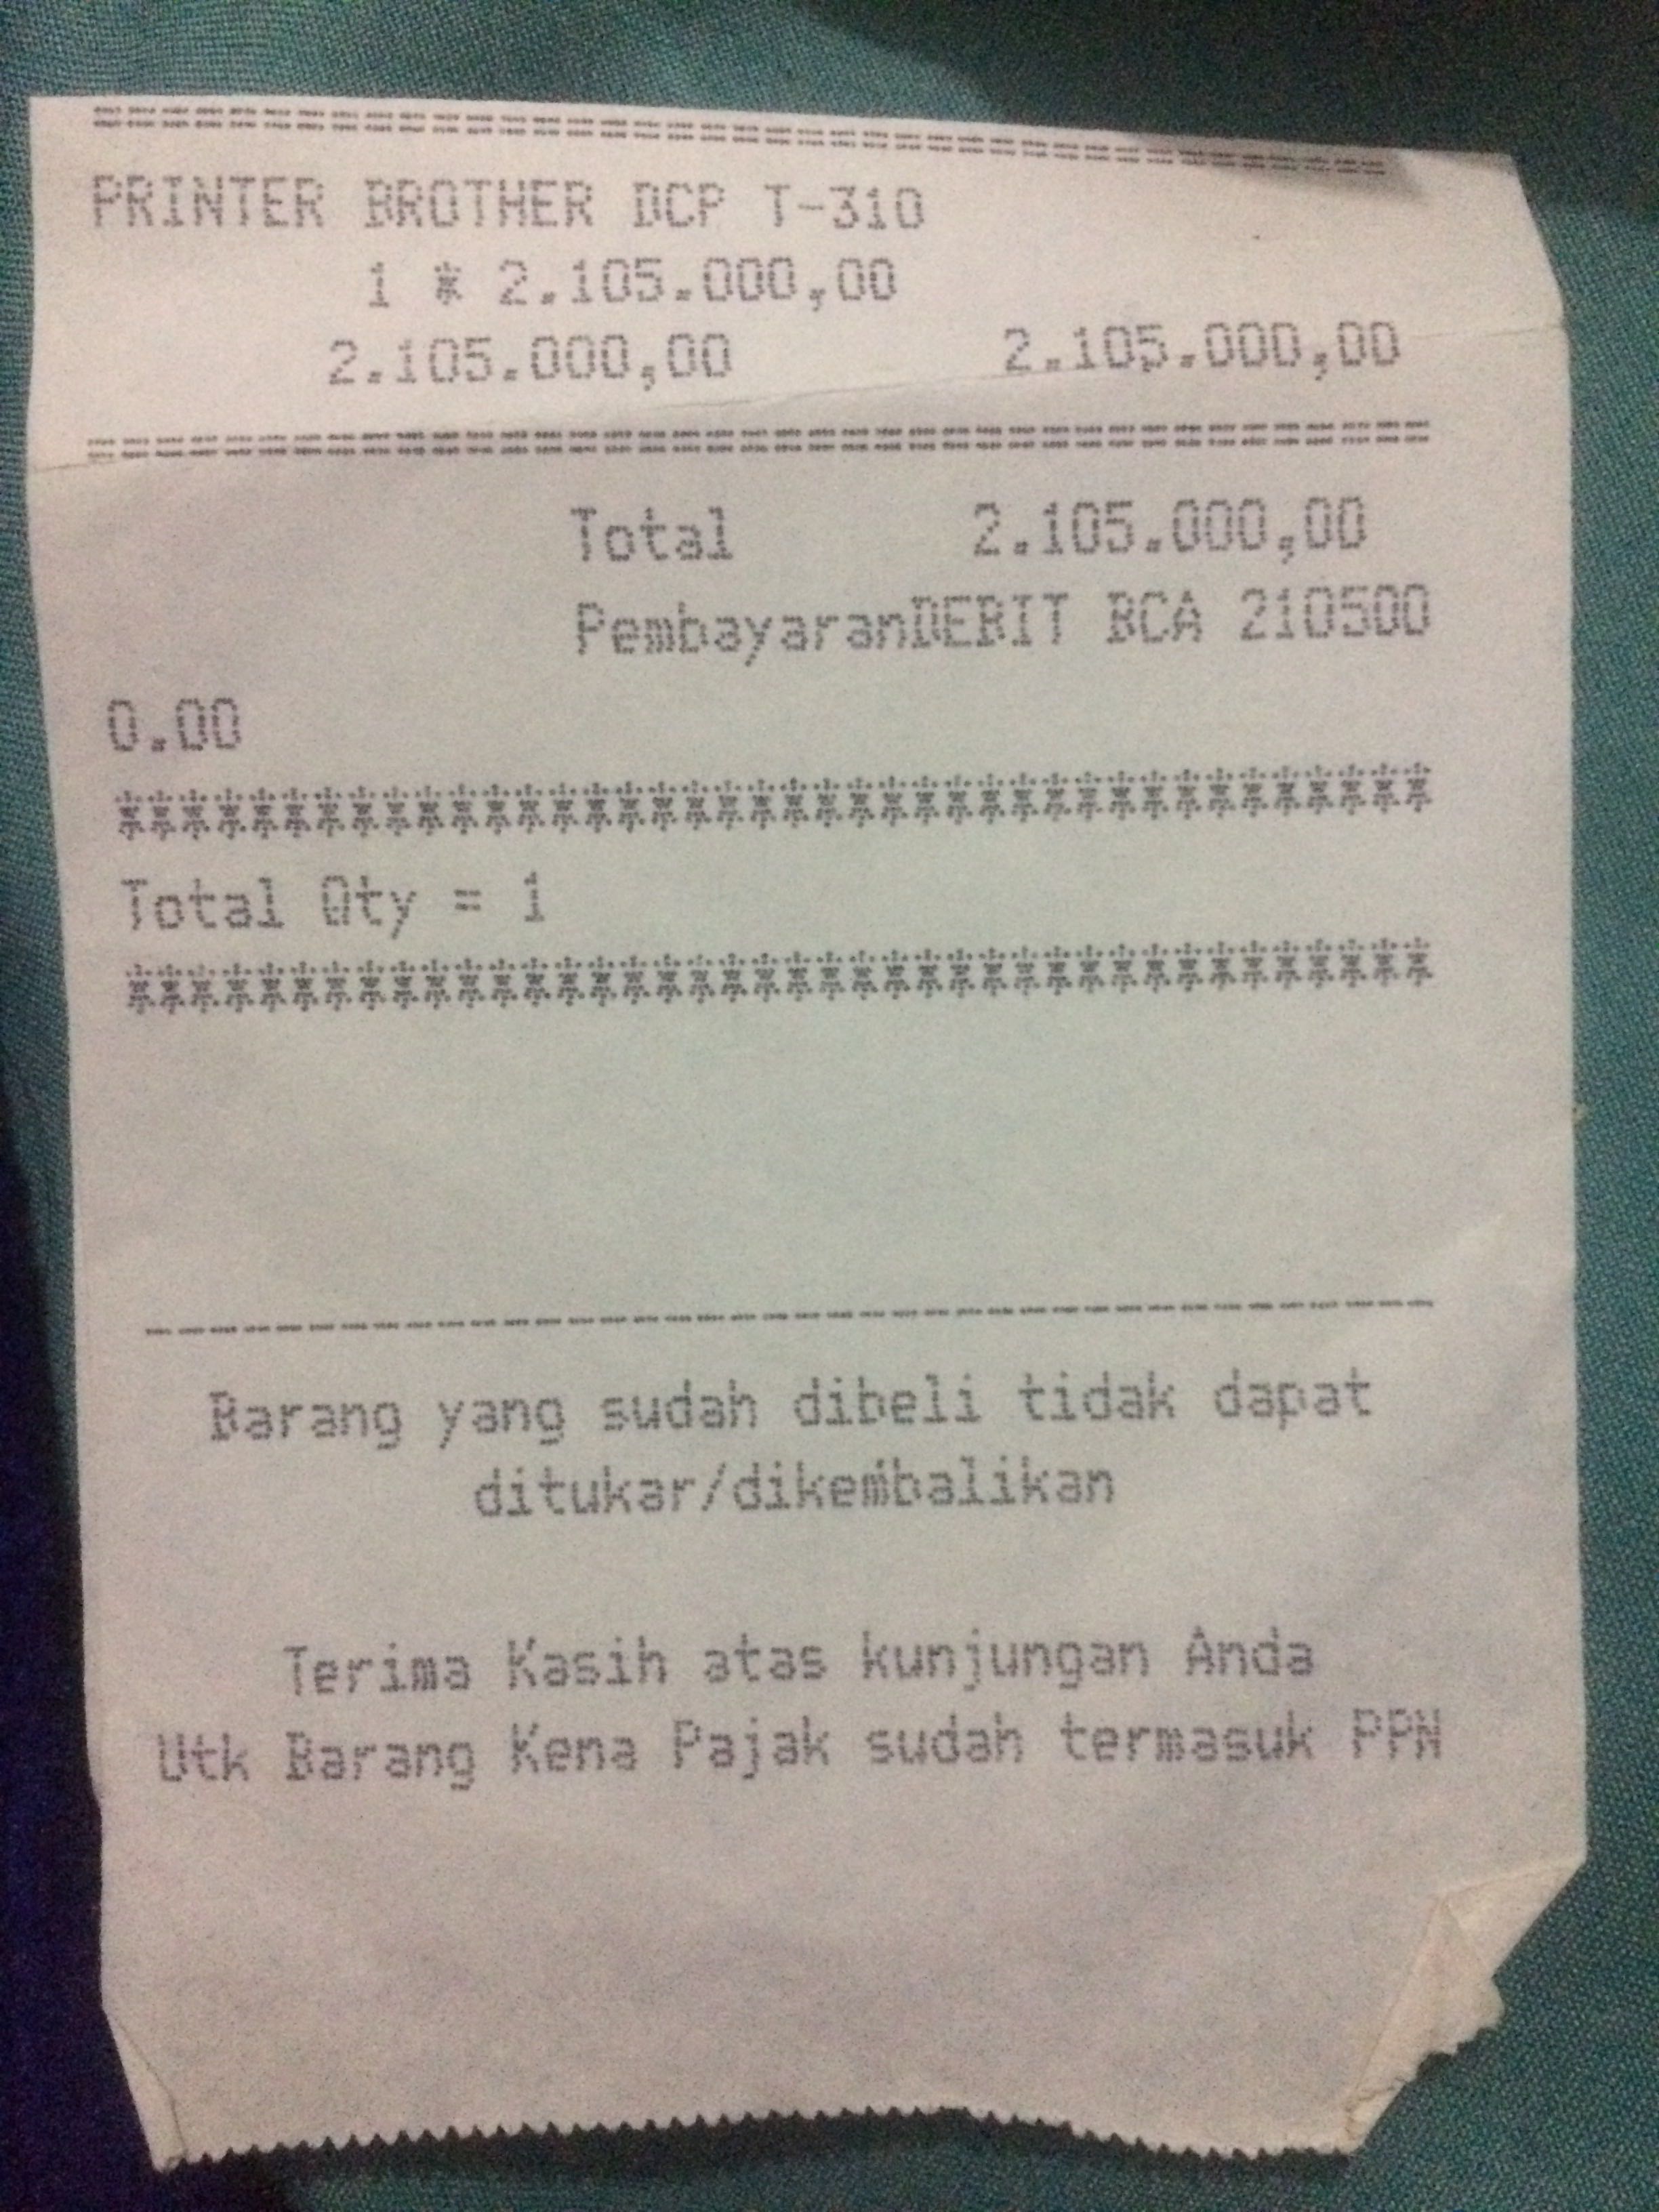 ========================================
PRINTER BROTHER DCP T-310
1 * 2.105.000,00
2.105.000,00 2.105.000,00
========================================
Total 2.105.000,00
PembayaranDEBIT BCA 210500
0.00
****************************************
Total Qty = 1
****************************************
----------------------------------------
Barang yang sudah dibeli tidak dapat
ditukar/dikembalikan
Terima Kasih atas kunjungan Anda
Utk Barang Kena Pajak sudah termasuk PPN